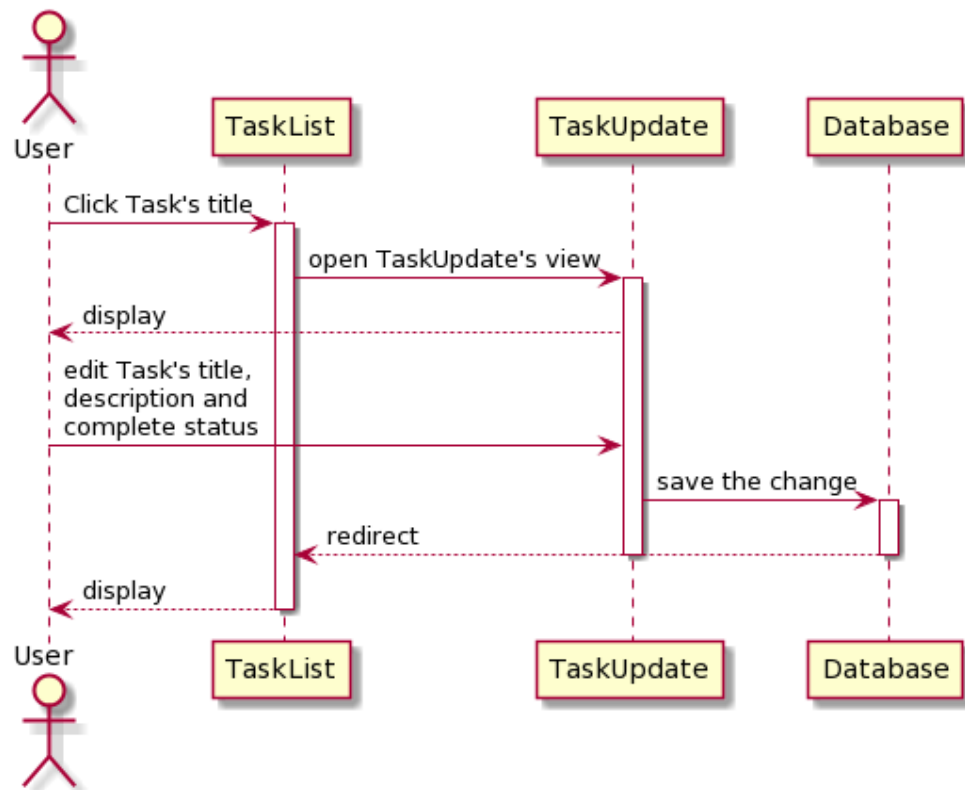 User
TaskList
TaskUpdate
Database
Click Task's title
open TaskUpdate's view
display
edit Task's title,
description and
complete status
save the change
redirect
display
User
TaskList
TaskUpdate
Database